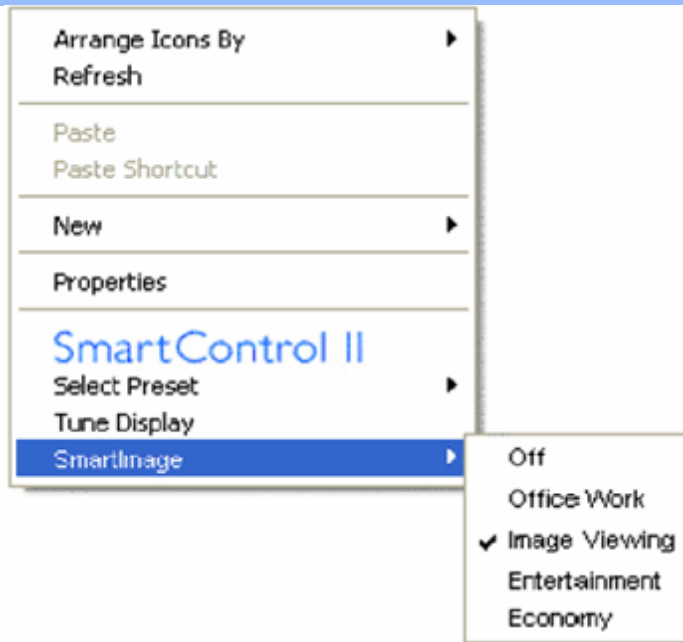 Arrange Icons By
Refresh
Paste
Paste Shortcut
New
Properties
SmartControl II
Select Preset
Tune Display
SmartImage
Off
Office Work
Image Viewing
Entertainment
Economy